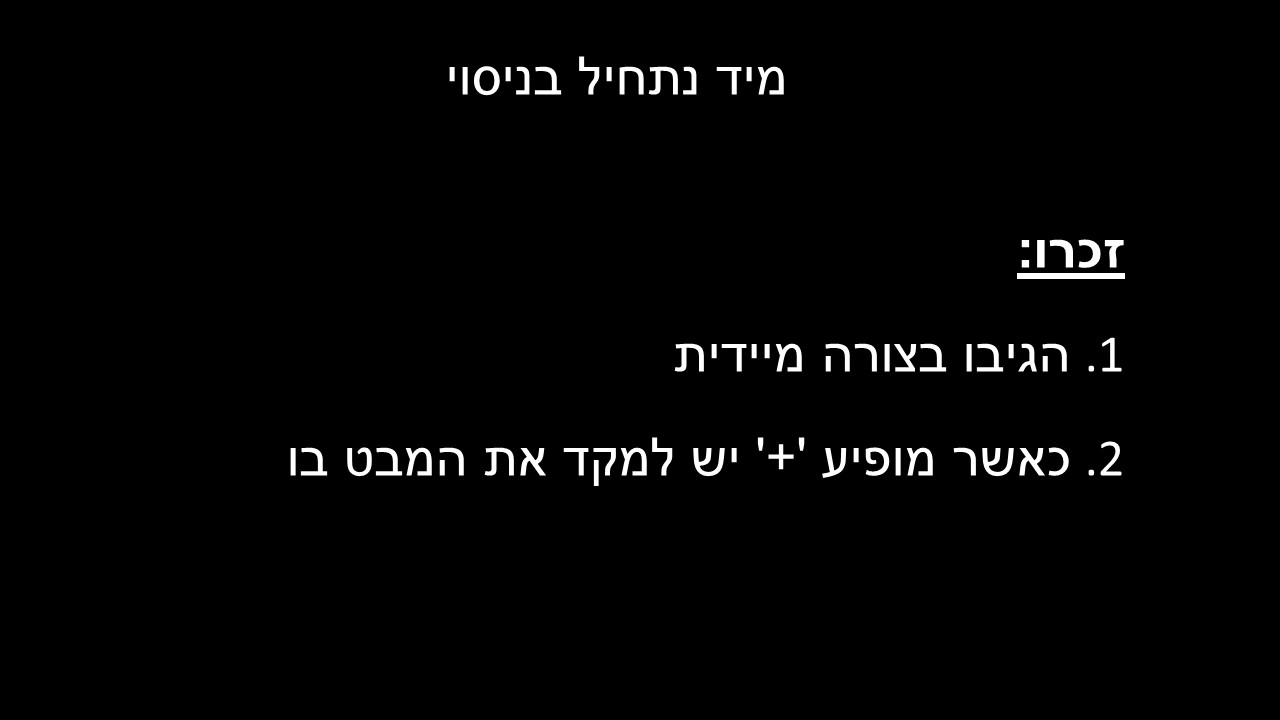 מיד נתחיל בניסוי
זכרו:
1. הגיבו בצורה מיידית
2. כאשר מופיע '+' יש למקד את המבט בו